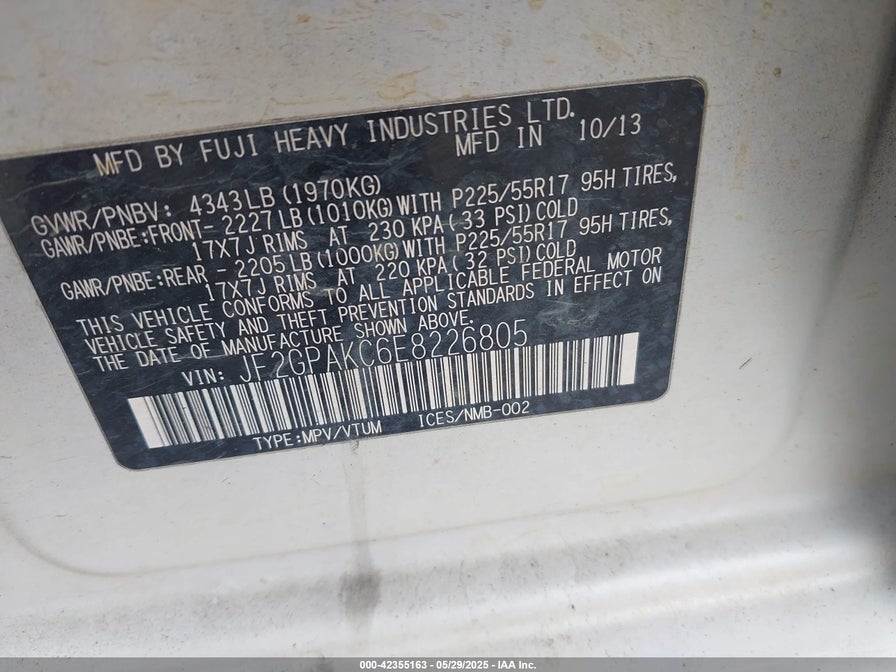 MFD BY FUJI HEAVY INDUSTRIES LTD.
MFD IN 10/13
GVWR/PNBV: 4343LB(1970KG)
GAWR/PNBE:FRONT-2227LB(1010KG)WITH P225/55R17 95H TIRES,
17X7J RIMS AT 230 KPA(33 PSI)COLD
GAWR/PNBE:REAR -2205LB(1000KG)WITH P225/55R17 95H TIRES,
17X7J RIMS AT 220 KPA(32 PSI)COLD
THIS VEHICLE CONFORMS TO ALL APPLICABLE FEDERAL MOTOR
VEHICLE SAFETY AND THEFT PREVENTION STANDARDS IN EFFECT ON
THE DATE OF MANUFACTURE SHOWN ABOVE.
VIN: JF2GPAKC6E8226805
TYPE:MPV/VTUM ICES/NMB-002
000-42355163 - 05/29/2025 - IAA Inc.